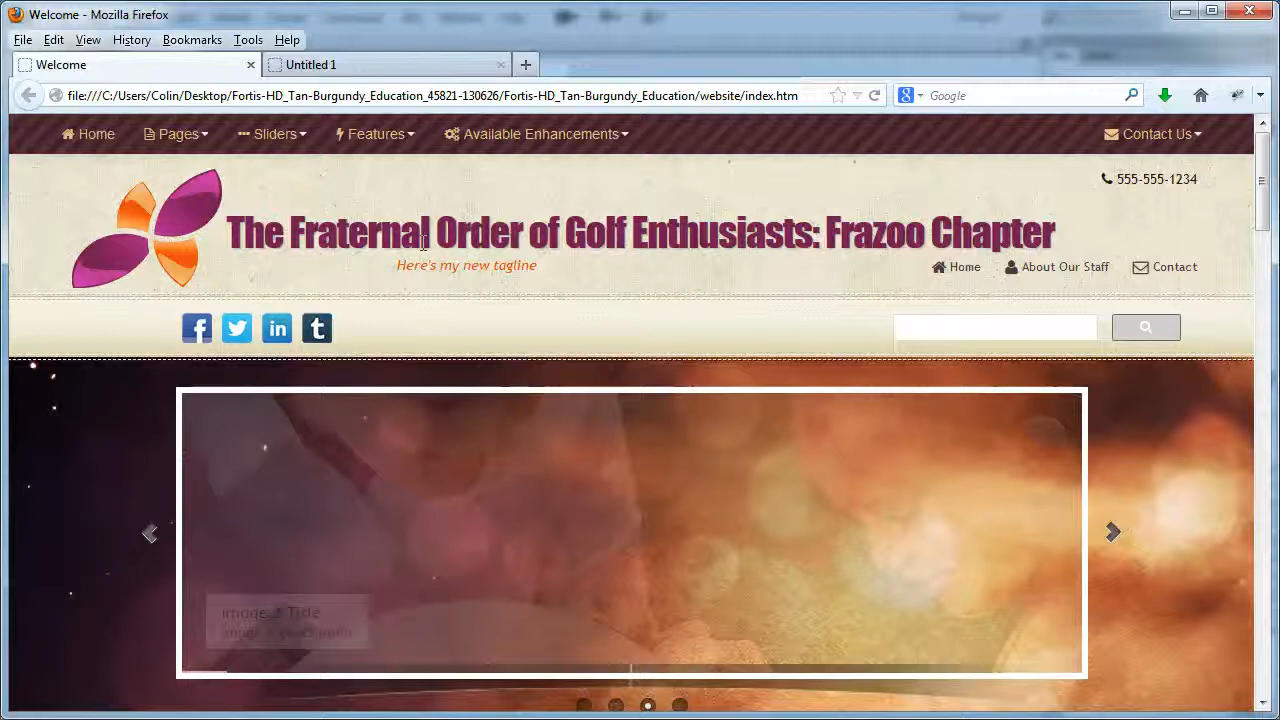 Welcome - Mozilla Firefox
File Edit View History Bookmarks Tools Help
Welcome Untitled 1
file:///C:/Users/Colin/Desktop/Fortis-HD_Tan-Burgundy_Education_45821-130626/Fortis-HD_Tan-Burgundy_Education/website/index.htm Google
Home Pages Sliders Features Available Enhancements Contact Us
555-555-1234
The Fraternal Order of Golf Enthusiasts: Frazoo Chapter
Here's my new tagline
Home About Our Staff Contact
Title